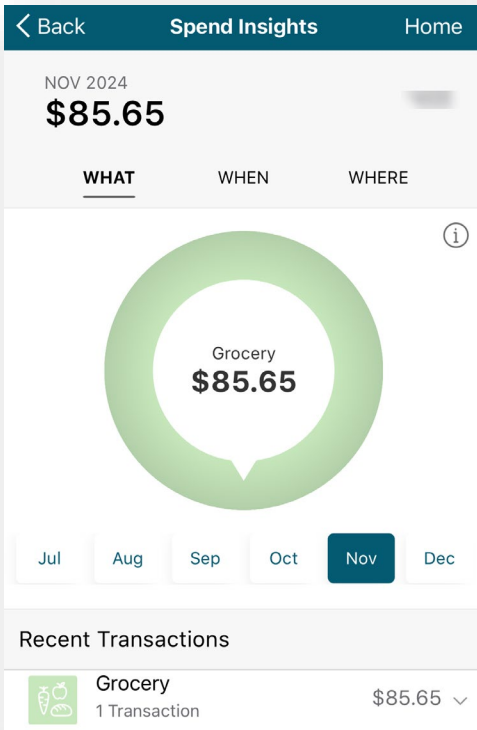 Back Spend Insights Home
NOV 2024
$85.65
WHAT WHEN WHERE
Grocery
$85.65
Jul Aug Sep Oct Nov Dec
Recent Transactions
Grocery
1 Transaction
$85.65